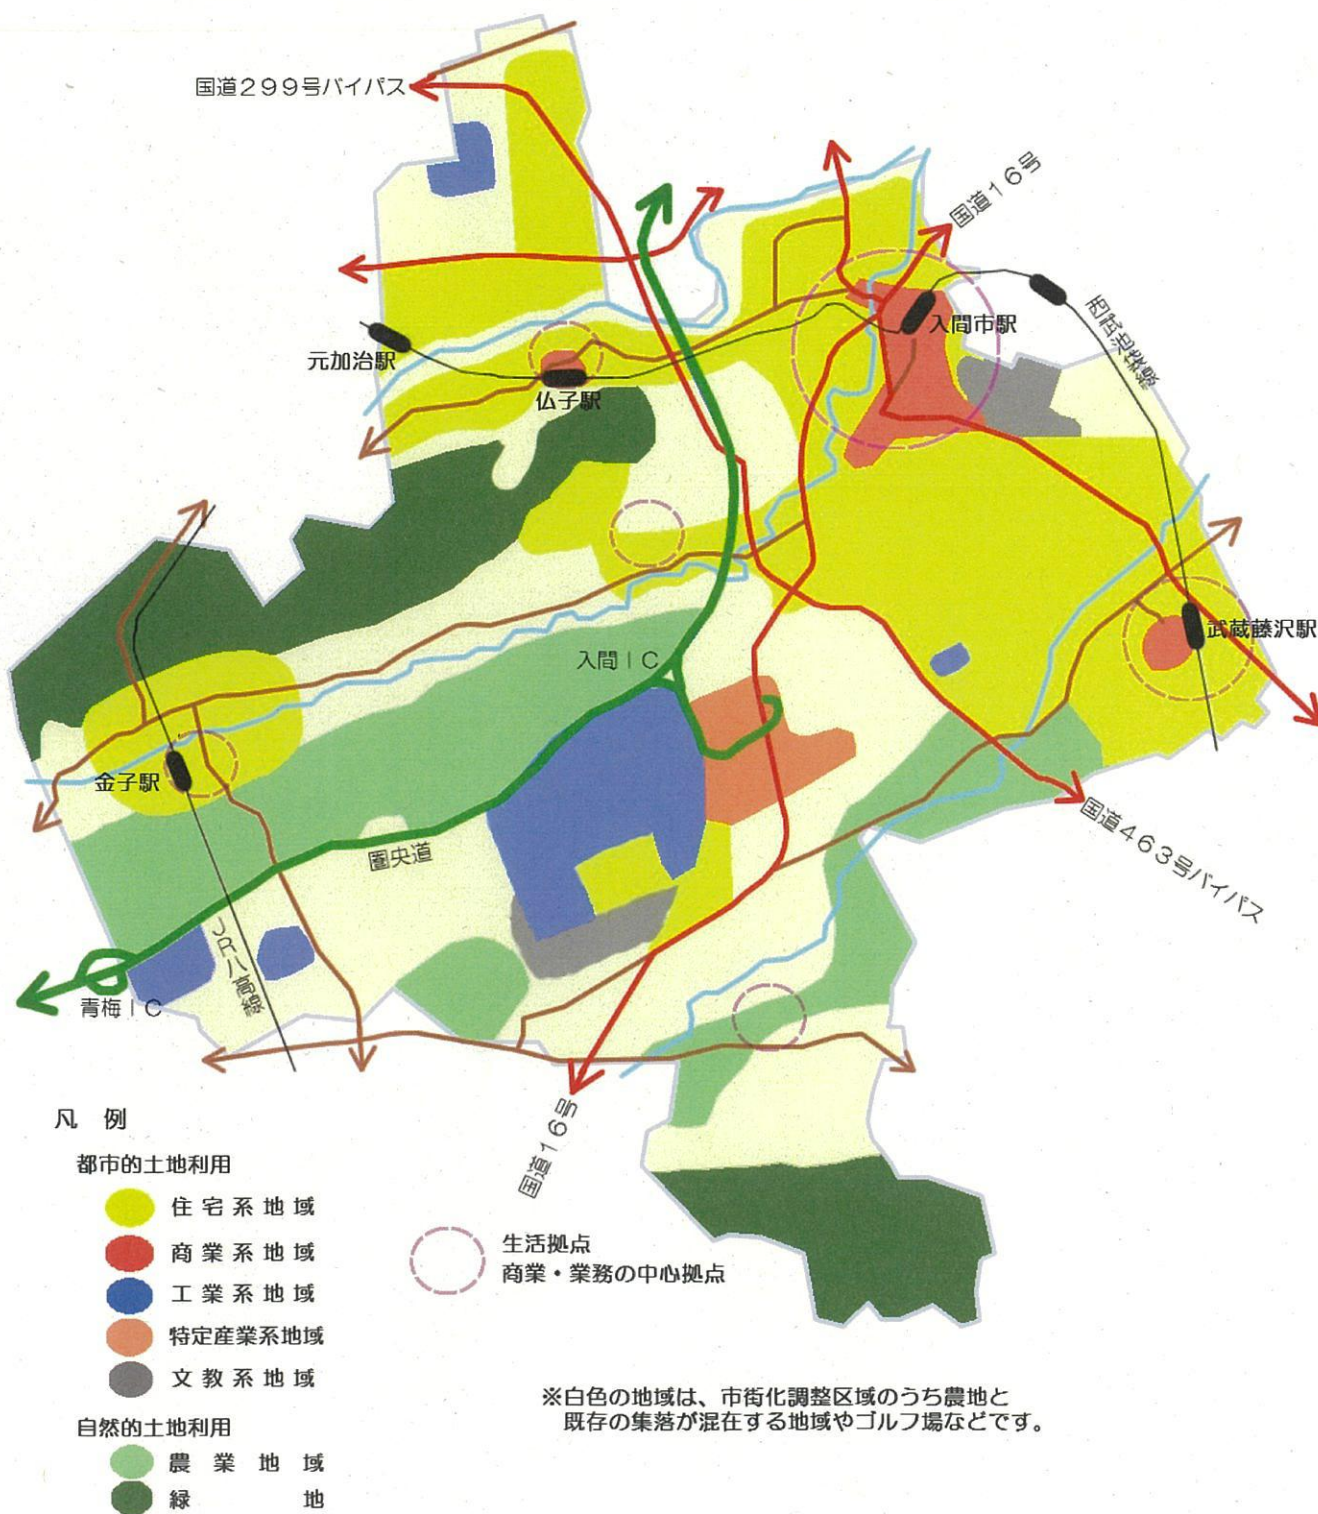 国道299号バイパス
国道16号
西武池袋線
入間市駅
元加治駅
仏子駅
武蔵藤沢駅
入間IC
金子駅
圏央道
国道463号バイパス
JR八高線
青梅IC
国道16号
凡 例
都市的土地利用
住宅系地域
商業系地域
工業系地域
特定産業系地域
文教系地域
自然的土地利用
農業地域
緑地
生活拠点
商業・業務の中心拠点
※白色の地域は、市街化調整区域のうち農地と
既存の集落が混在する地域やゴルフ場などです。